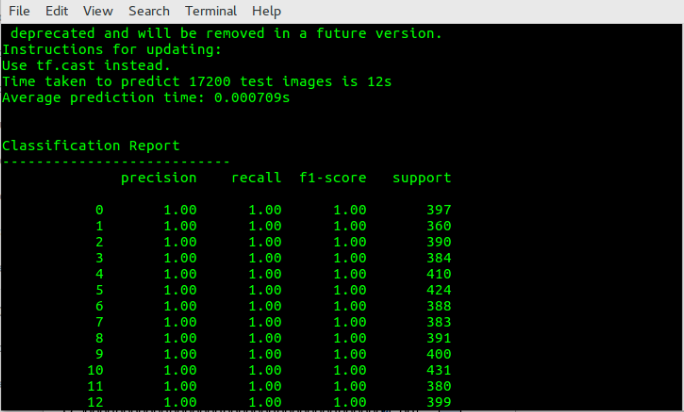 File Edit View Search Terminal Help
deprecated and will be removed in a future version.
Instructions for updating:
Use tf.cast instead.
Time taken to predict 17200 test images is 12s
Average prediction time: 0.000709s
Classification Report
---------------------------
precision recall f1-score support
0 1.00 1.00 1.00 397
1 1.00 1.00 1.00 360
2 1.00 1.00 1.00 390
3 1.00 1.00 1.00 384
4 1.00 1.00 1.00 410
5 1.00 1.00 1.00 424
6 1.00 1.00 1.00 388
7 1.00 1.00 1.00 383
8 1.00 1.00 1.00 391
9 1.00 1.00 1.00 400
10 1.00 1.00 1.00 431
11 1.00 1.00 1.00 380
12 1.00 1.00 1.00 399